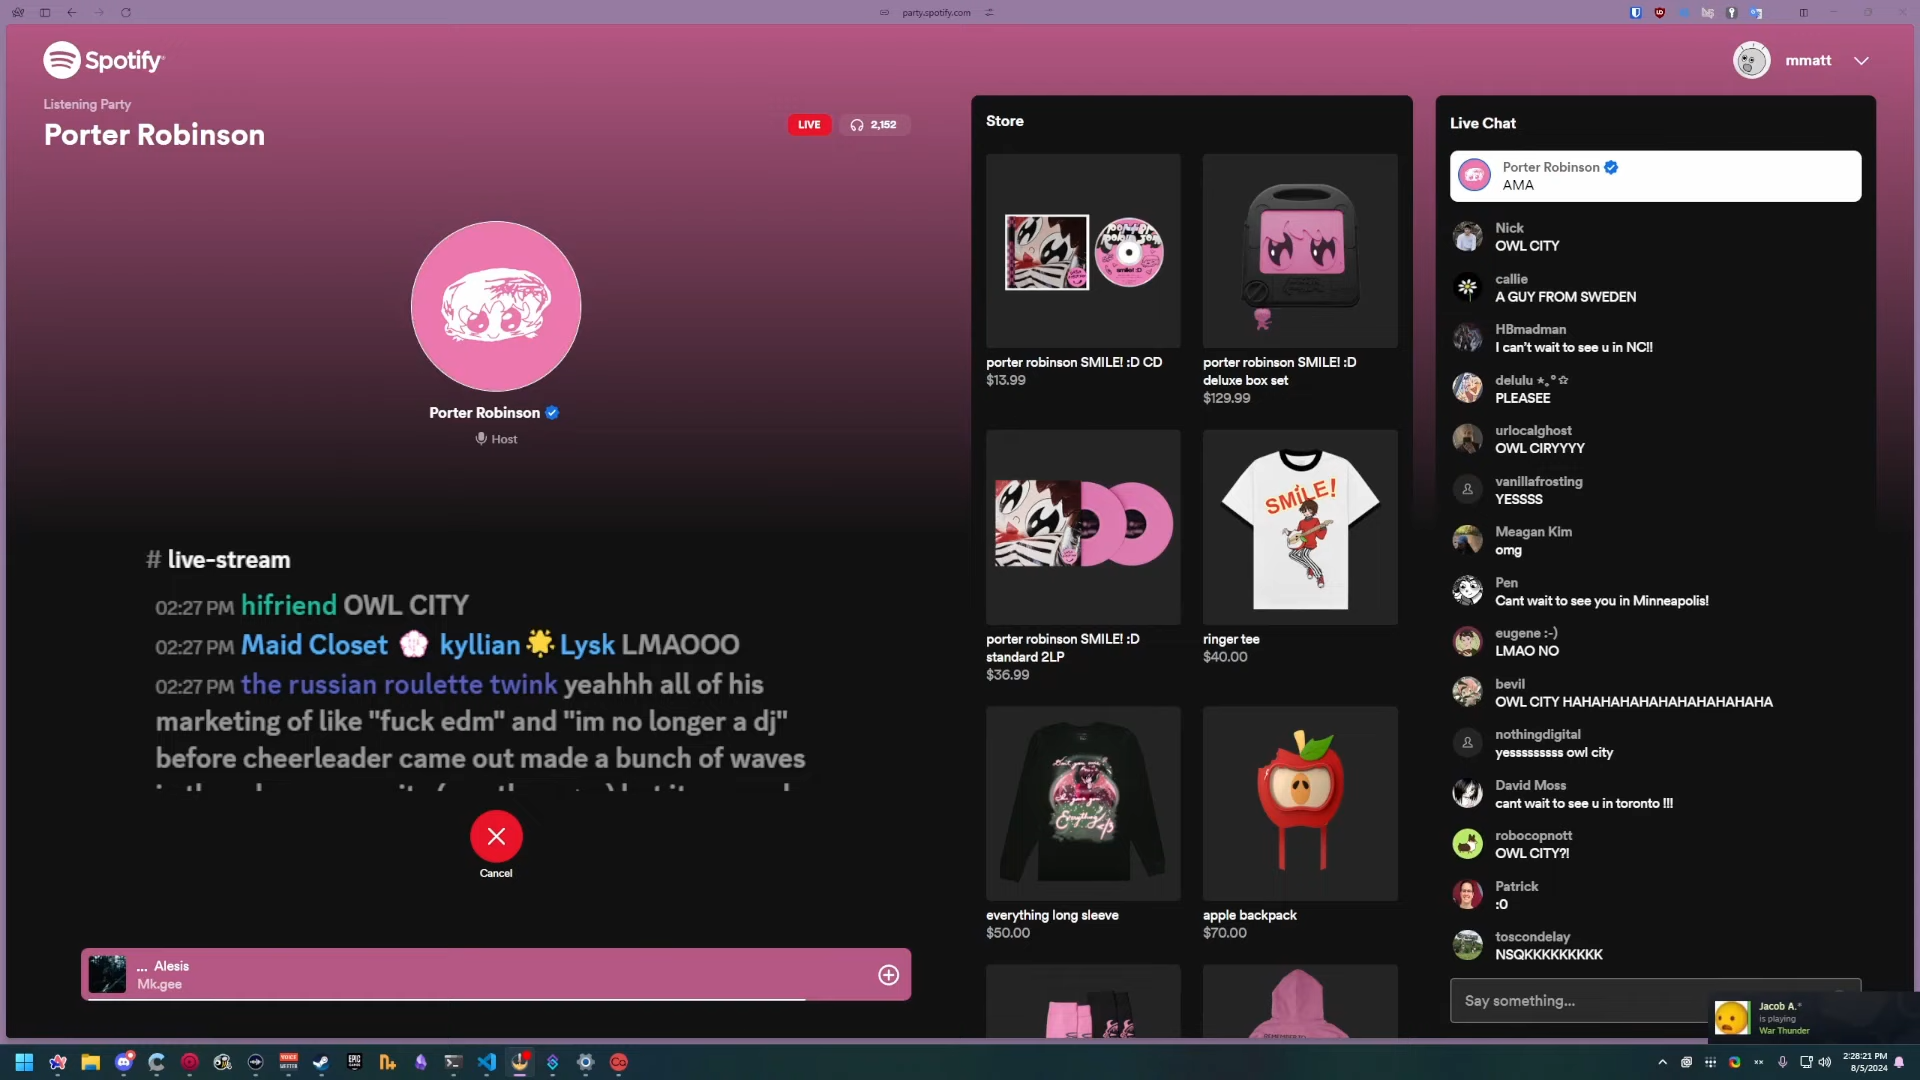 party.spotify.com
Spotify
mmatt
Listening Party
Porter Robinson
LIVE
2,152
Porter Robinson
Host
# live-stream
02:27 PM hifriend OWL CITY
02:27 PM Maid Closet 💮 kyllian🌟Lysk LMAOOO
02:27 PM the russian roulette twink yeahhh all of his
marketing of like "fuck edm" and "im no longer a dj"
before cheerleader came out made a bunch of waves
Cancel
... Alesis
Mk.gee
Store
porter robinson SMILE! :D CD
$13.99
porter robinson SMILE! :D
deluxe box set
$129.99
porter robinson SMILE! :D
standard 2LP
$36.99
SMiLE!
ringer tee
$40.00
everything long sleeve
$50.00
apple backpack
$70.00
Live Chat
Porter Robinson
AMA
Nick
OWL CITY
callie
A GUY FROM SWEDEN
HBmadman
I can't wait to see u in NC!!
delulu ⋆｡°✩
PLEASEE
urlocalghost
OWL CIRYYYY
vanillafrosting
YESSSS
Meagan Kim
omg
Pen
Cant wait to see you in Minneapolis!
eugene :-)
LMAO NO
bevil
OWL CITY HAHAHAHAHAHAHAHAHAHA
nothingdigital
yesssssssss owl city
David Moss
cant wait to see u in toronto !!!
robocopnott
OWL CITY?!
Patrick
:0
toscondelay
NSQKKKKKKKKK
Say something...
Jacob A.*
is playing
War Thunder
2:28:21 PM
8/5/2024